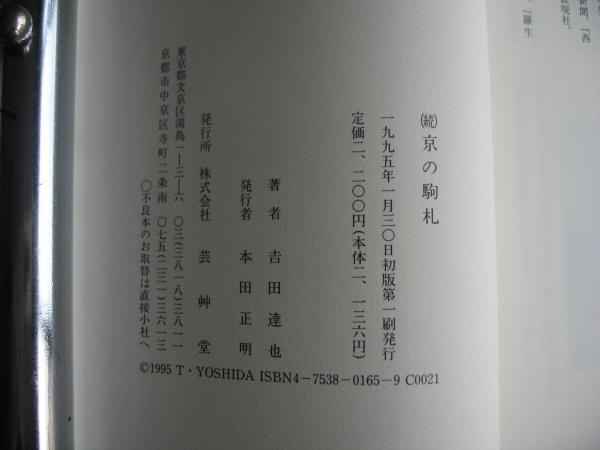 ㈾京の駒札
一九九五年一月三〇日初版第一刷発行
定価二、二〇〇円(本体二、一三六円)
著者 吉田達也
発行者 本田正明
発行所 株式会社 芸艸堂
東京都文京区湯島一―三―六 〇三(三八一八)三八一一
京都市中京区寺町二条南 〇七五(二三一)三六一三
〇不良本のお取替は直接小社へ
©1995 T・YOSHIDA ISBN4-7538-0165-9 C0021
新聞、『西
表現社。
、『羅生